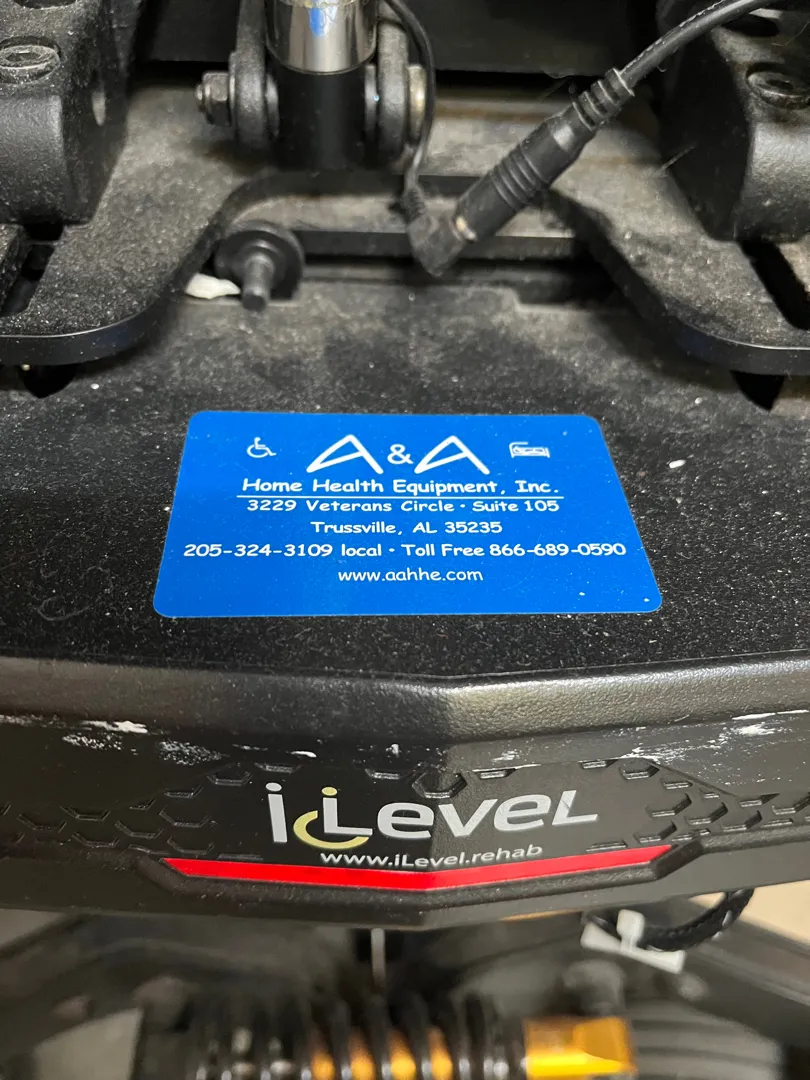 A & A
Home Health Equipment, Inc.
3229 Veterans Circle • Suite 105
Trussville, AL 35235
205-324-3109 local • Toll Free 866-689-0590
www.aahhe.com
iLevel
www.iLevel.rehab